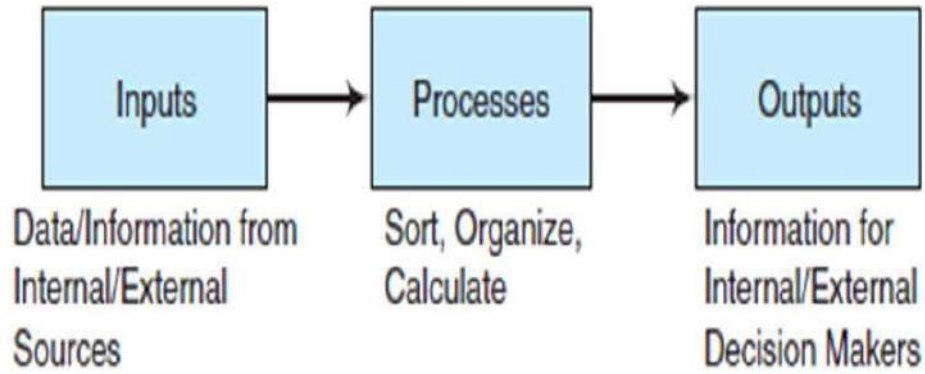 Inputs
Processes
Outputs
Data/Information from
Internal/External
Sources
Sort, Organize,
Calculate
Information for
Internal/External
Decision Makers